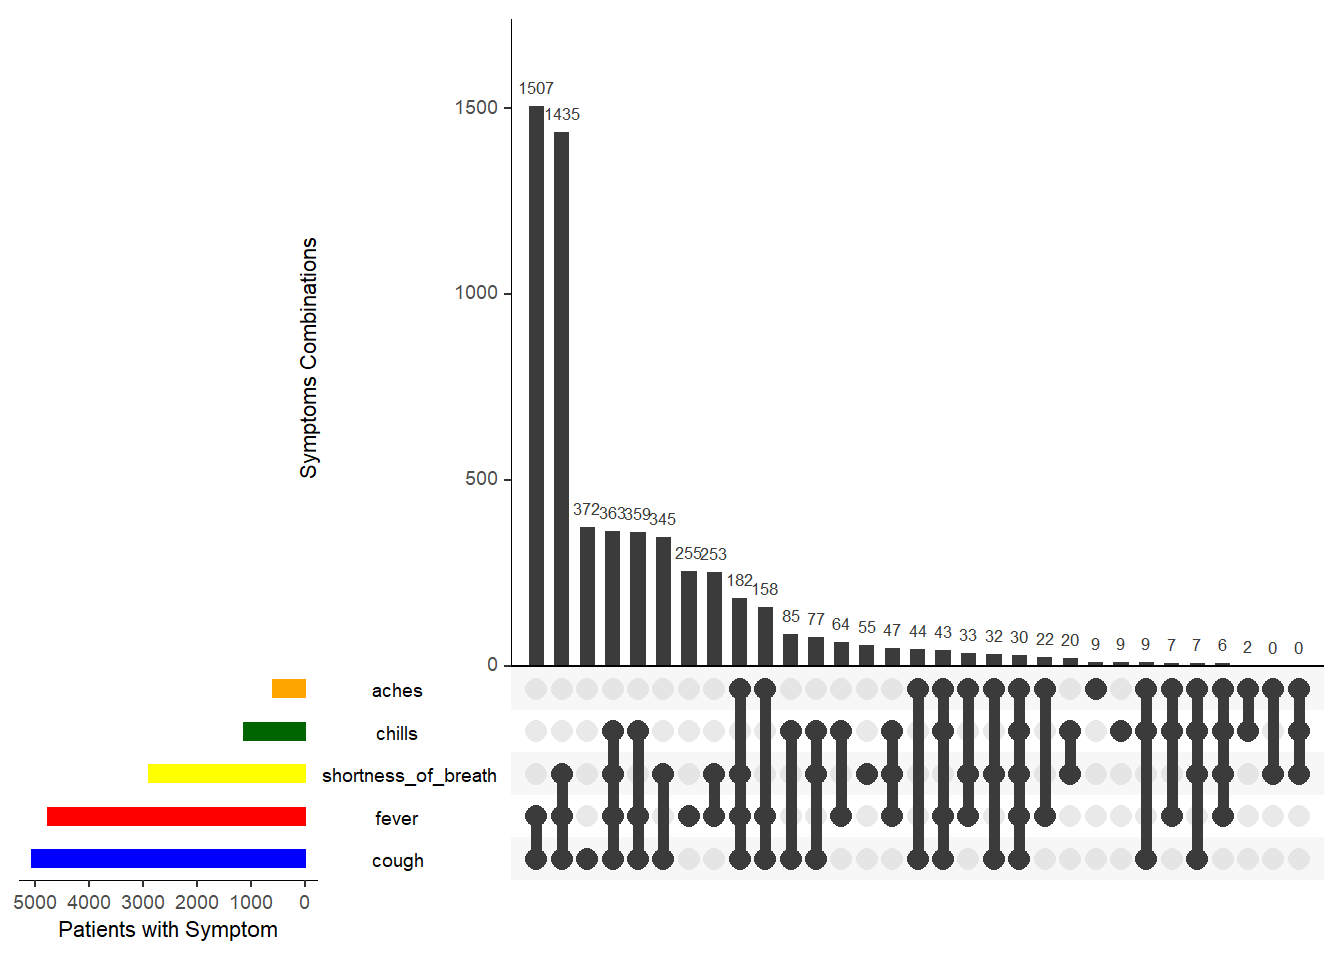 1507
1435
372 363 359 345
255 253
182 158
85 77 64 55 47 44 43 33 32 30 22 20 9 9 9 7 7 6 2 0 0
1500
1000
500
0
Symptoms Combinations
aches
chills
shortness_of_breath
fever
cough
5000 4000 3000 2000 1000 0
Patients with Symptom